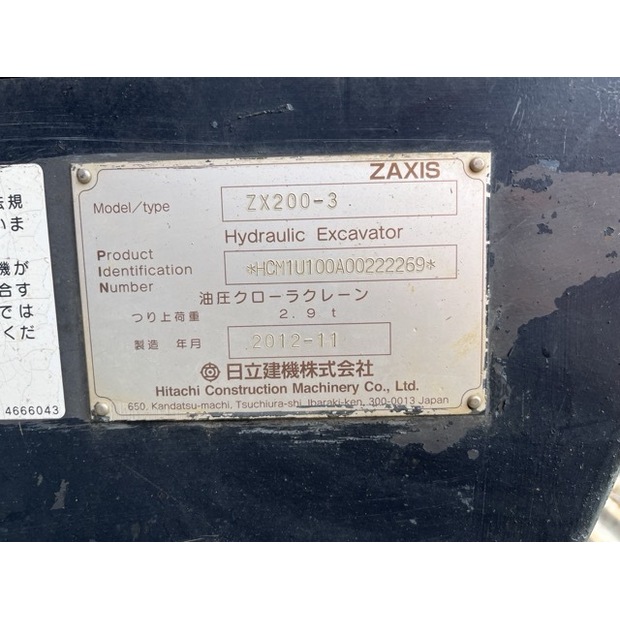 ZAXIS
Model/type ZX200-3
Hydraulic Excavator
Product
Identification
Number
*HCM1U100A00222269*
油圧クローラクレーン
つり上荷重 2.9 t
製造 年月 2012-11
日立建機株式会社
Hitachi Construction Machinery Co., Ltd.
650, Kandatsu-machi, Tsuchiura-shi, Ibaraki-ken, 300-0013 Japan
規
いま
機が
合す
では
くだ
4666043